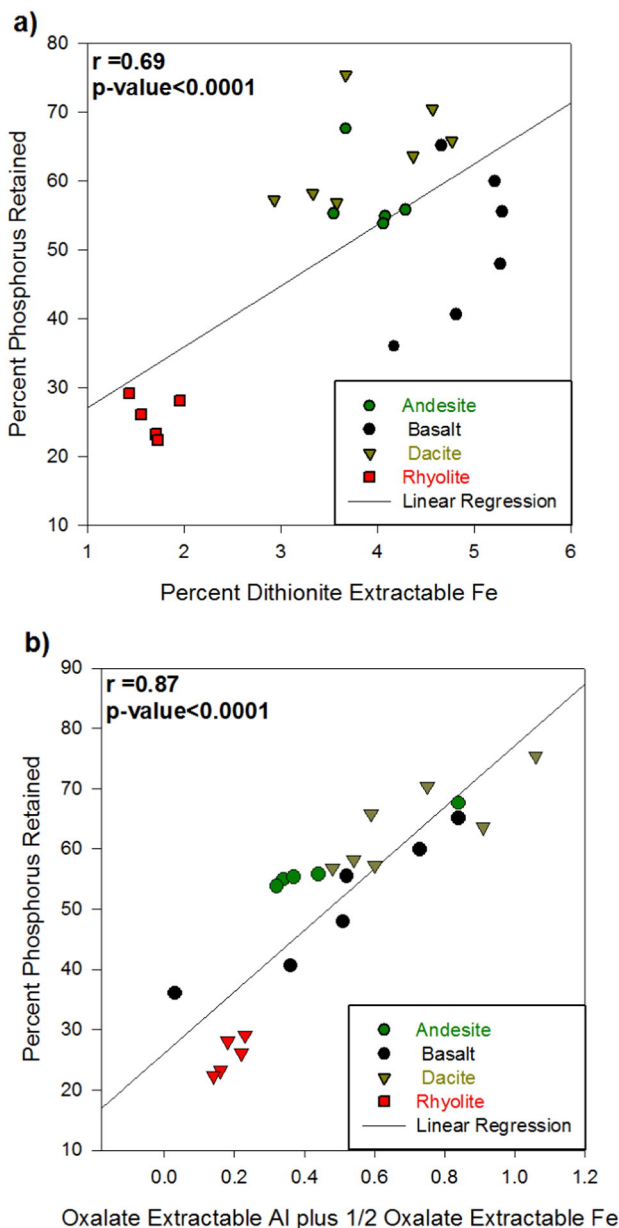 a)
80
70
60
50
40
30
20
10
r =0.69
p-value<0.0001
Percent Phosphorus Retained
Andesite
Basalt
Dacite
Rhyolite
Linear Regression
1 2 3 4 5 6
Percent Dithionite Extractable Fe
b)
90
80
70
60
50
40
30
20
10
r =0.87
p-value<0.0001
Percent Phosphorus Retained
Andesite
Basalt
Dacite
Rhyolite
Linear Regression
0.0 0.2 0.4 0.6 0.8 1.0 1.2
Oxalate Extractable Al plus 1/2 Oxalate Extractable Fe